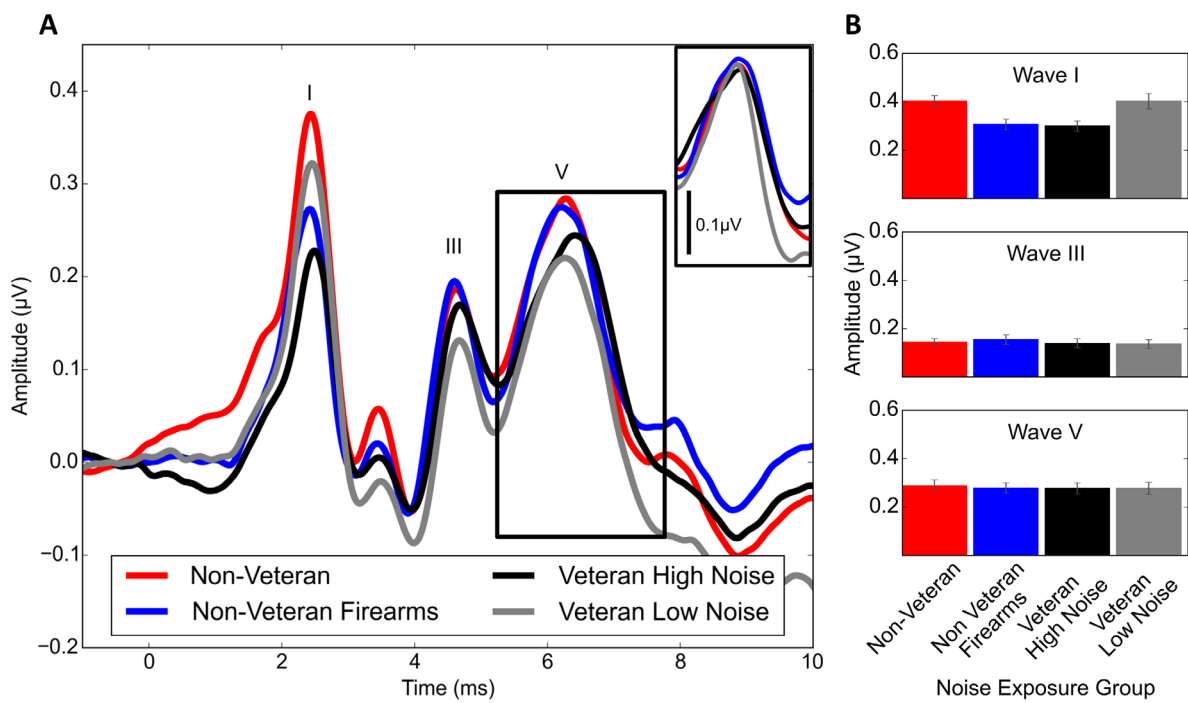 A
Amplitude (µV)
0.4
0.3
0.2
0.1
0.0
−0.1
−0.2
0
2
4
6
8
10
Time (ms)
I
III
V
0.1µV
Non-Veteran
Non-Veteran Firearms
Veteran High Noise
Veteran Low Noise
B
Amplitude (µV)
0.6
0.4
0.2
Wave I
0.6
0.4
0.2
Wave III
0.6
0.4
0.2
Wave V
Non-Veteran
Non Veteran
Firearms
Veteran
High Noise
Veteran
Low Noise
Noise Exposure Group